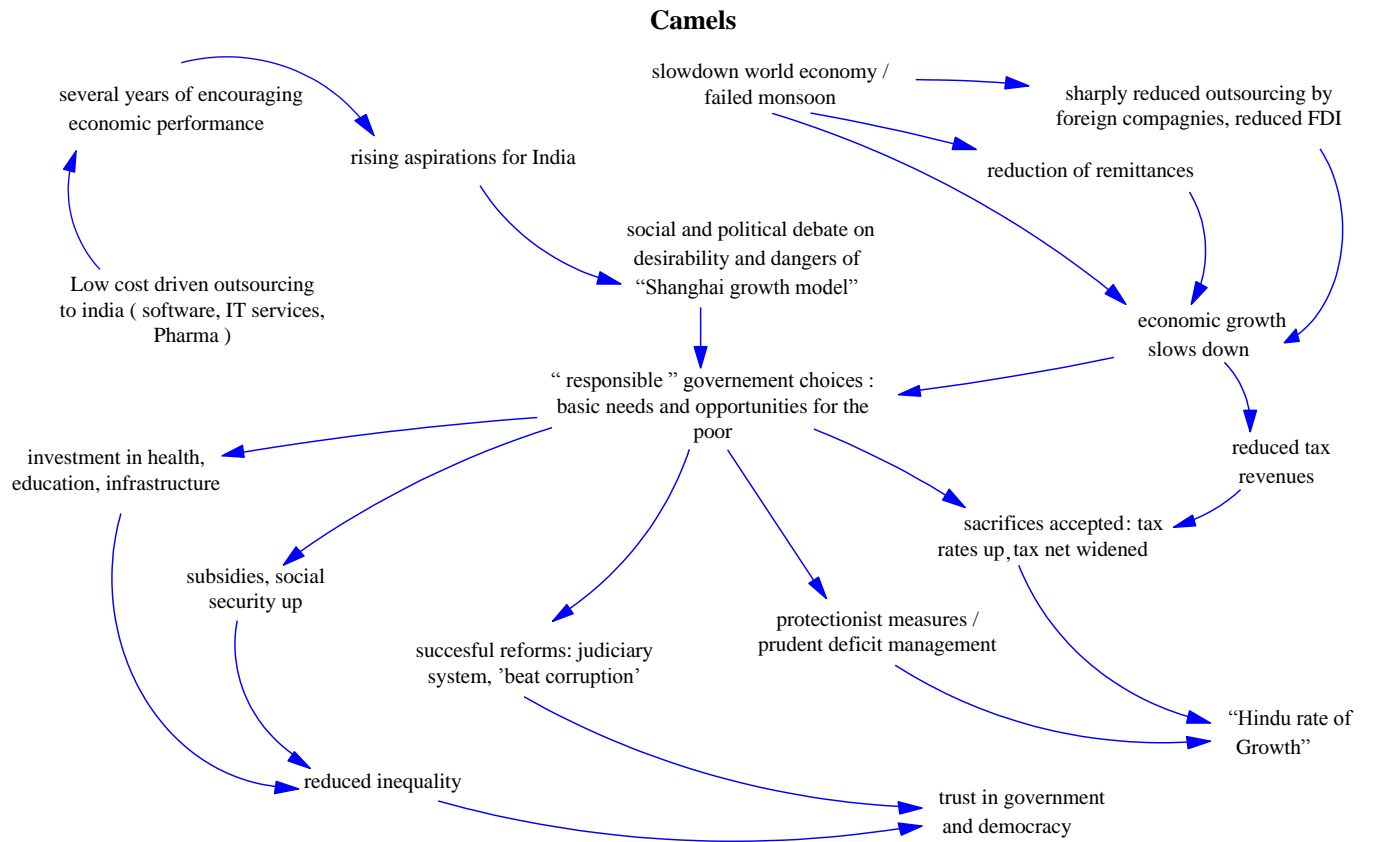 Camels
several years of encouraging
economic performance
rising aspirations for India
Low cost driven outsourcing
to india ( software, IT services,
Pharma )
slowdown world economy /
failed monsoon
sharply reduced outsourcing by
foreign compagnies, reduced FDI
reduction of remittances
social and political debate on
desirability and dangers of
“Shanghai growth model”
economic growth
slows down
“ responsible ” governement choices :
basic needs and opportunities for the
poor
reduced tax
revenues
investment in health,
education, infrastructure
sacrifices accepted: tax
rates up, tax net widened
subsidies, social
security up
succesful reforms: judiciary
system, ’beat corruption’
protectionist measures /
prudent deficit management
“Hindu rate of
Growth”
reduced inequality
trust in government
and democracy